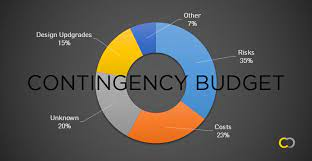 Other
7%
Design Updgrades
15%
Risks
35%
CONTINGENCY BUDGET
Unknown
20%
Costs
23%